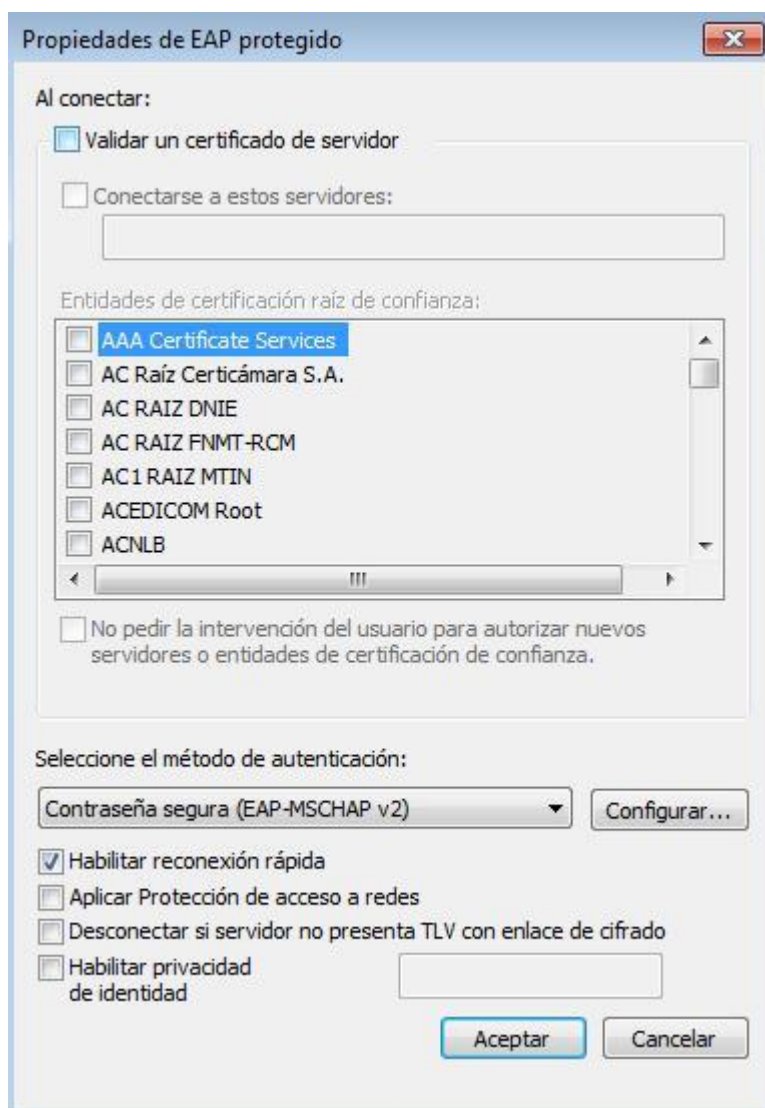 Propiedades de EAP protegido
Al conectar:
Validar un certificado de servidor
Conectarse a estos servidores:
Entidades de certificación raíz de confianza:
AAA Certificate Services
AC Raíz Certicámara S.A.
AC RAIZ DNIE
AC RAIZ FNMT-RCM
AC1 RAIZ MTIN
ACEDICOM Root
ACNLB
No pedir la intervención del usuario para autorizar nuevos
servidores o entidades de certificación de confianza.
Seleccione el método de autenticación:
Contraseña segura (EAP-MSCHAP v2)
Configurar...
Habilitar reconexión rápida
Aplicar Protección de acceso a redes
Desconectar si servidor no presenta TLV con enlace de cifrado
Habilitar privacidad
de identidad
Aceptar
Cancelar